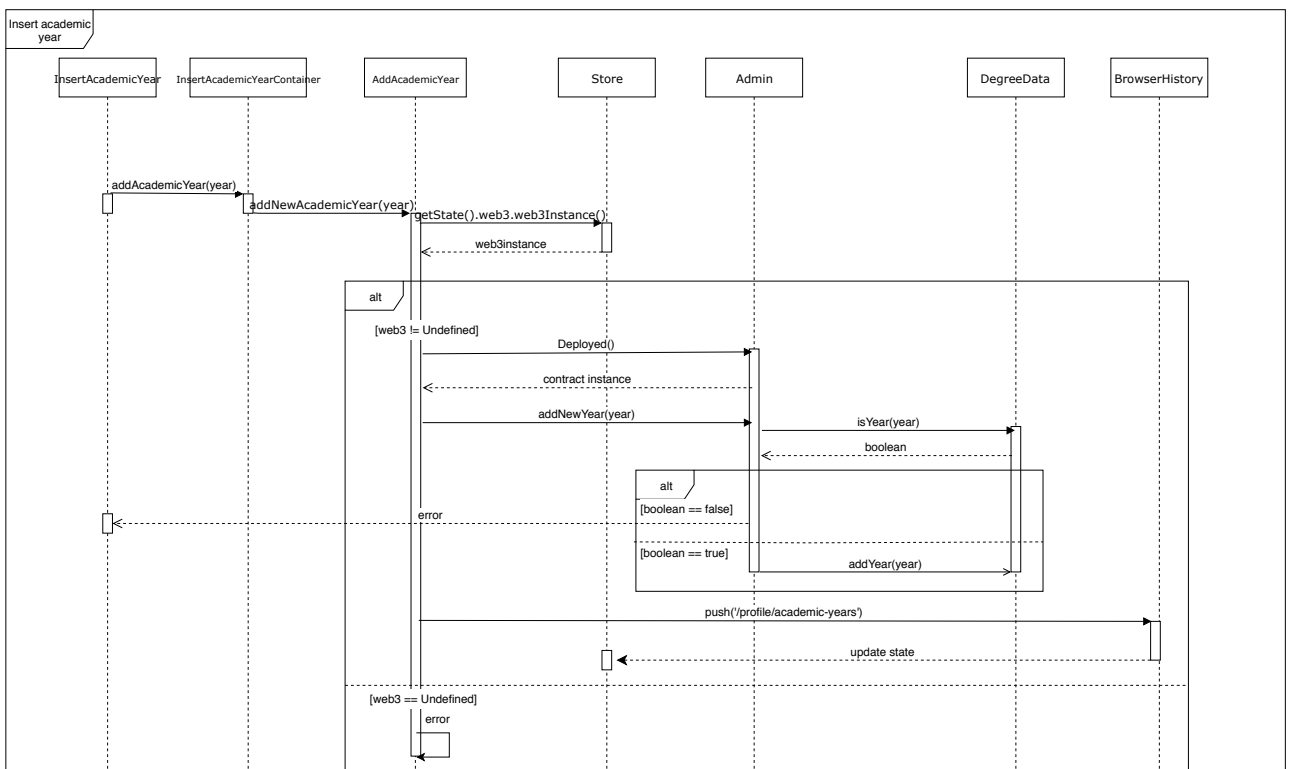 Insert academic
year
InsertAcademicYear
InsertAcademicYearContainer
AddAcademicYear
Store
Admin
DegreeData
BrowserHistory
addAcademicYear(year)
addNewAcademicYear(year)
getState().web3.web3Instance()
web3instance
alt
[web3 != Undefined]
Deployed()
contract instance
addNewYear(year)
isYear(year)
boolean
alt
[boolean == false]
error
[boolean == true]
addYear(year)
push('/profile/academic-years')
update state
[web3 == Undefined]
error